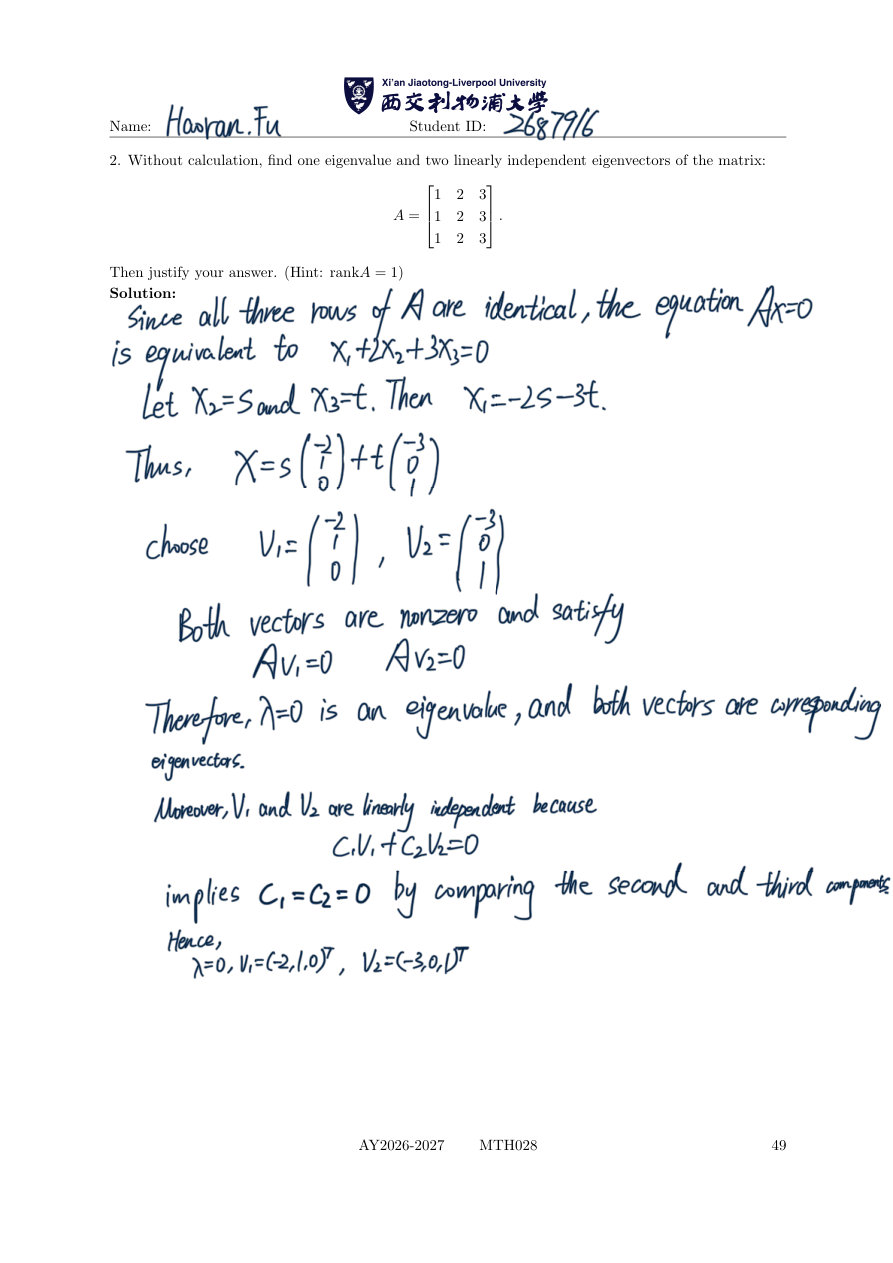 Xi'an Jiaotong-Liverpool University
西交利物浦大學
Name: Haoran.Fu Student ID: 2687916
2. Without calculation, find one eigenvalue and two linearly independent eigenvectors of the matrix:
A = [1 2 3
1 2 3
1 2 3] .
Then justify your answer. (Hint: rankA = 1)
Solution:
Since all three rows of A are identical, the equation Ax=0
is equivalent to x₁+2x₂+3x₃=0
Let x₂=s and x₃=t. Then x₁=-2s-3t.
Thus, x=s(-2 1 0)+t(-3 0 1)
choose V₁=(-2 1 0), V₂=(-3 0 1)
Both vectors are nonzero and satisfy
AV₁=0 AV₂=0
Therefore, λ=0 is an eigenvalue, and both vectors are corresponding
eigenvectors.
Moreover, V₁ and V₂ are linearly independent because
C₁V₁+C₂V₂=0
implies C₁=C₂=0 by comparing the second and third components
Hence,
λ=0, V₁=(-2,1,0)ᵀ, V₂=(-3,0,1)ᵀ
AY2026-2027 MTH028 49